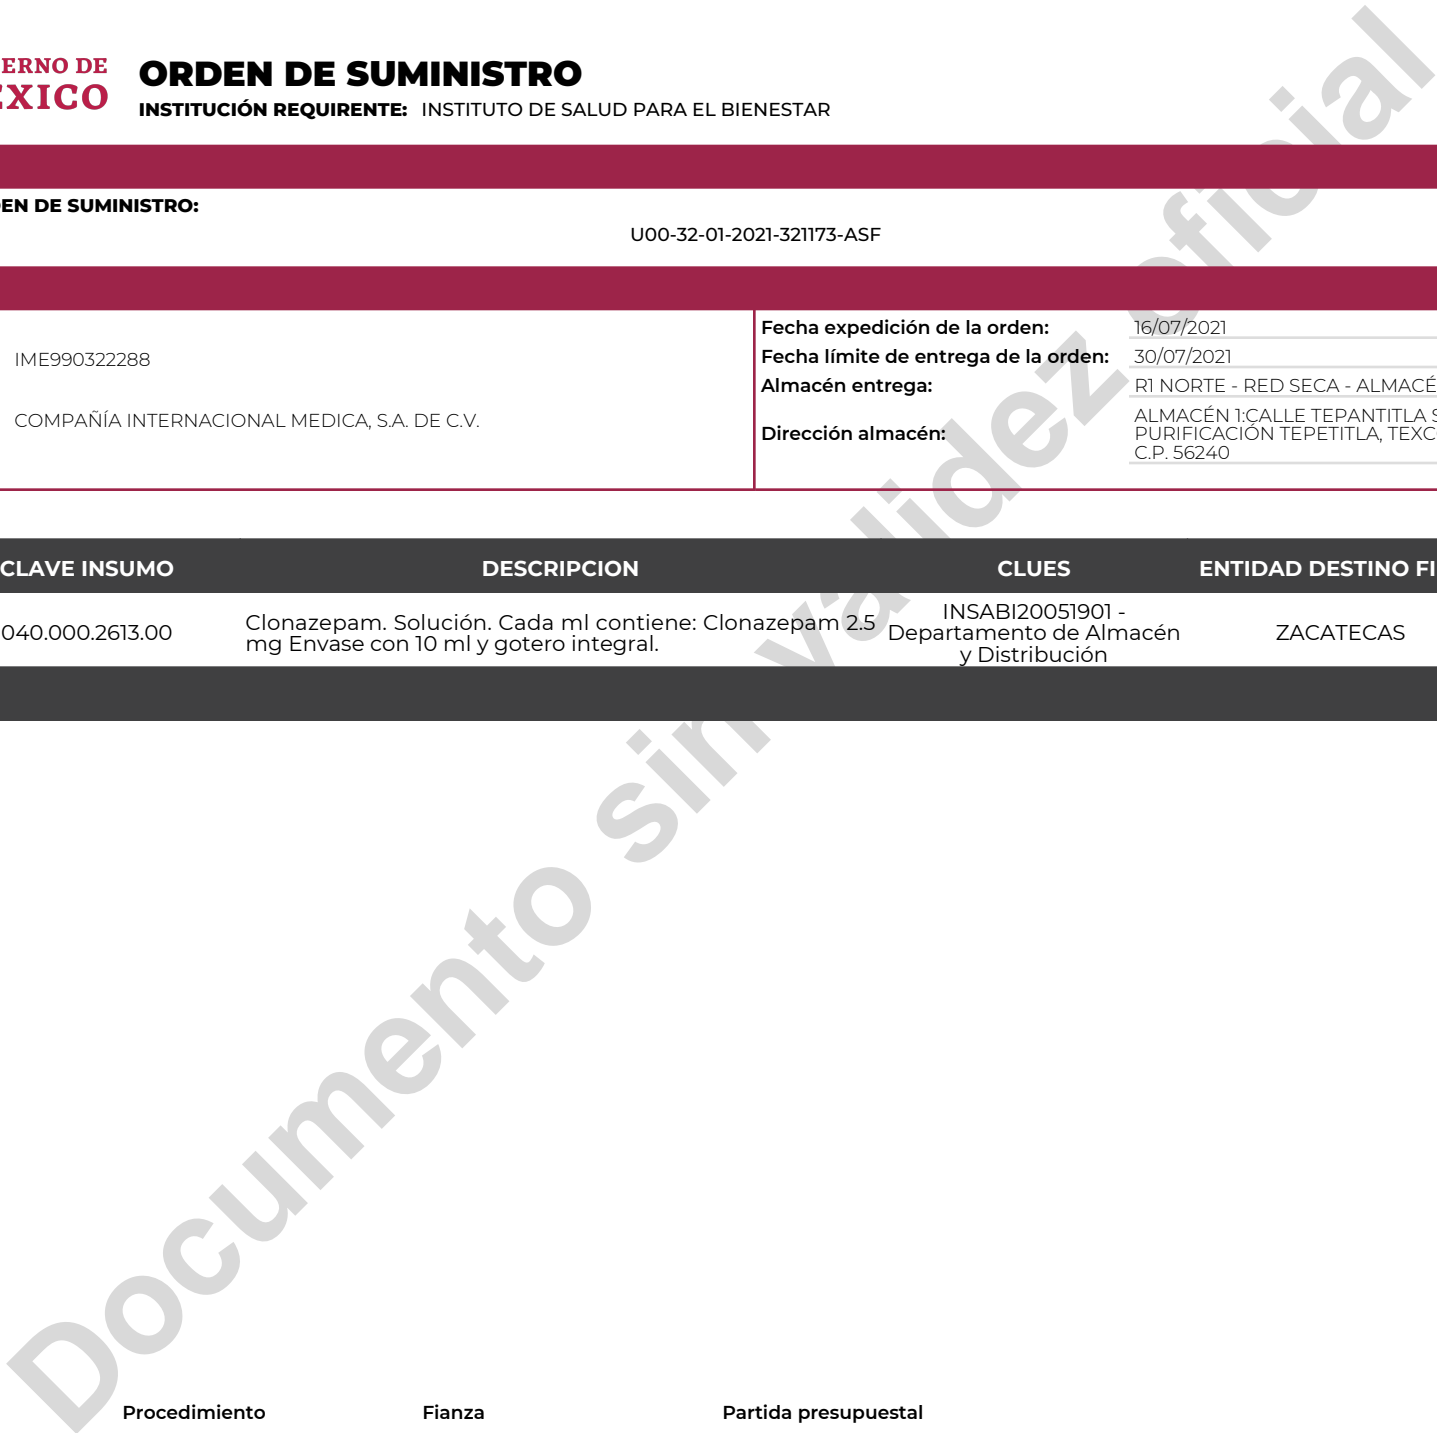 ERNO DE
ÉXICO
ORDEN DE SUMINISTRO
INSTITUCIÓN REQUIRENTE: INSTITUTO DE SALUD PARA EL BIENESTAR
EN DE SUMINISTRO:
U00-32-01-2021-321173-ASF
IME990322288
COMPAÑÍA INTERNACIONAL MEDICA, S.A. DE C.V.
Fecha expedición de la orden: 16/07/2021
Fecha límite de entrega de la orden: 30/07/2021
Almacén entrega: R1 NORTE - RED SECA - ALMACÉ
Dirección almacén: ALMACÉN 1:CALLE TEPANTITLA S
PURIFICACIÓN TEPETITLA, TEXC
C.P. 56240
CLAVE INSUMO DESCRIPCION CLUES ENTIDAD DESTINO FI
040.000.2613.00
Clonazepam. Solución. Cada ml contiene: Clonazepam 2.5
mg Envase con 10 ml y gotero integral.
INSABI20051901 -
Departamento de Almacén
y Distribución
ZACATECAS
Documento sin validez oficial
Procedimiento Fianza Partida presupuestal